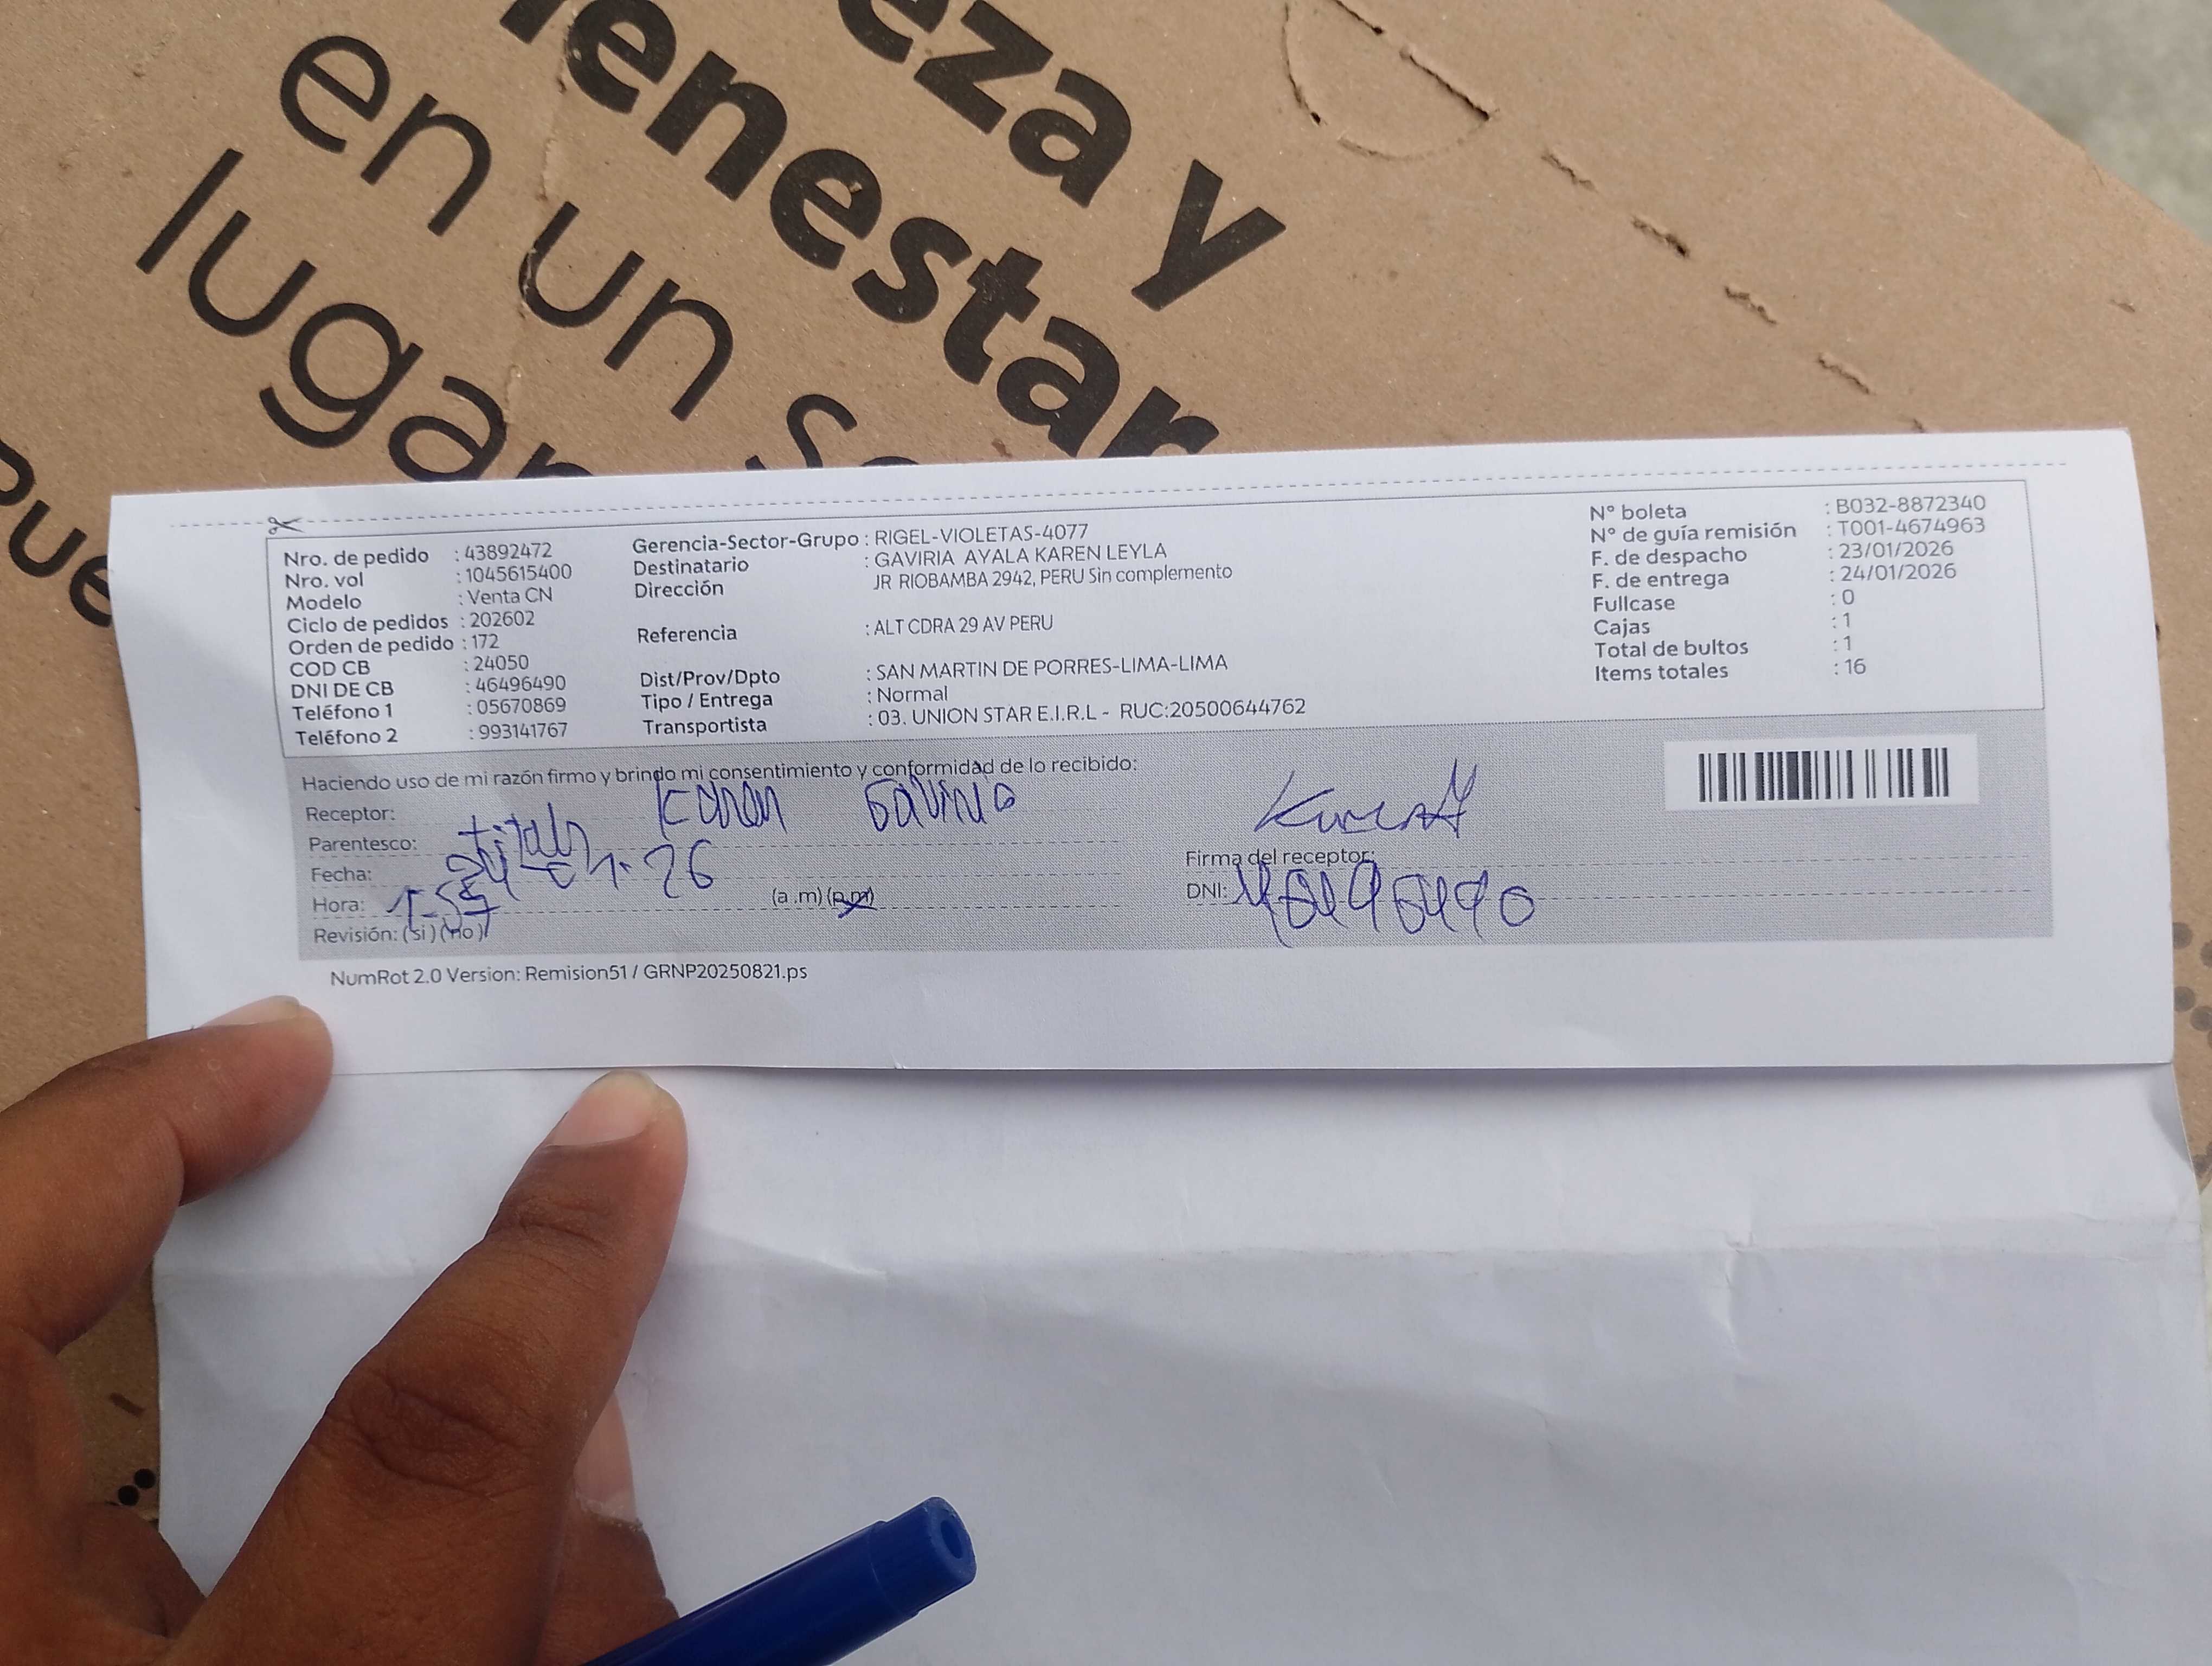 eza y
enestar
en un so
lugar
Pue
Nro. de pedido : 43892472
Nro. vol : 1045615400
Modelo : Venta CN
Ciclo de pedidos : 202602
Orden de pedido : 172
COD CB : 24050
DNI DE CB : 46496490
Teléfono 1 : 05670869
Teléfono 2 : 993141767
Gerencia-Sector-Grupo : RIGEL-VIOLETAS-4077
Destinatario : GAVIRIA AYALA KAREN LEYLA
Dirección JR RIOBAMBA 2942, PERU Sin complemento
Referencia : ALT CDRA 29 AV PERU
Dist/Prov/Dpto : SAN MARTIN DE PORRES-LIMA-LIMA
Tipo / Entrega : Normal
Transportista : 03. UNION STAR E.I.R.L - RUC:20500644762
N° boleta : B032-8872340
N° de guía remisión : T001-4674963
F. de despacho : 23/01/2026
F. de entrega : 24/01/2026
Fullcase : 0
Cajas : 1
Total de bultos : 1
Items totales : 16
Haciendo uso de mi razón firmo y brindo mi consentimiento y conformidad de lo recibido:
Receptor: Karen Gaviria
Parentesco: titular
Fecha: 24-01-26
Hora: (a.m) (p.m)
Revisión: (si) (no)
Firma del receptor:
DNI: 46496490
NumRot 2.0 Version: Remision51 / GRNP20250821.ps